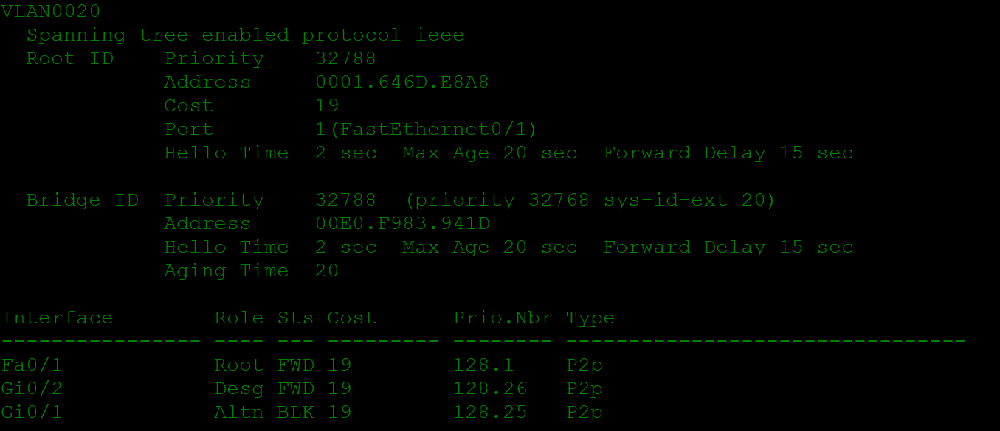 VLAN0020
  Spanning tree enabled protocol ieee
  Root ID    Priority    32788
             Address     0001.646D.E8A8
             Cost        19
             Port        1(FastEthernet0/1)
             Hello Time  2 sec  Max Age 20 sec  Forward Delay 15 sec

  Bridge ID  Priority    32788  (priority 32768 sys-id-ext 20)
             Address     00E0.F983.941D
             Hello Time  2 sec  Max Age 20 sec  Forward Delay 15 sec
             Aging Time  20

Interface        Role Sts Cost      Prio.Nbr Type
---------------- ---- --- --------- -------- --------------------------------
Fa0/1            Root FWD 19        128.1    P2p
Gi0/2            Desg FWD 19        128.26   P2p
Gi0/1            Altn BLK 19        128.25   P2p